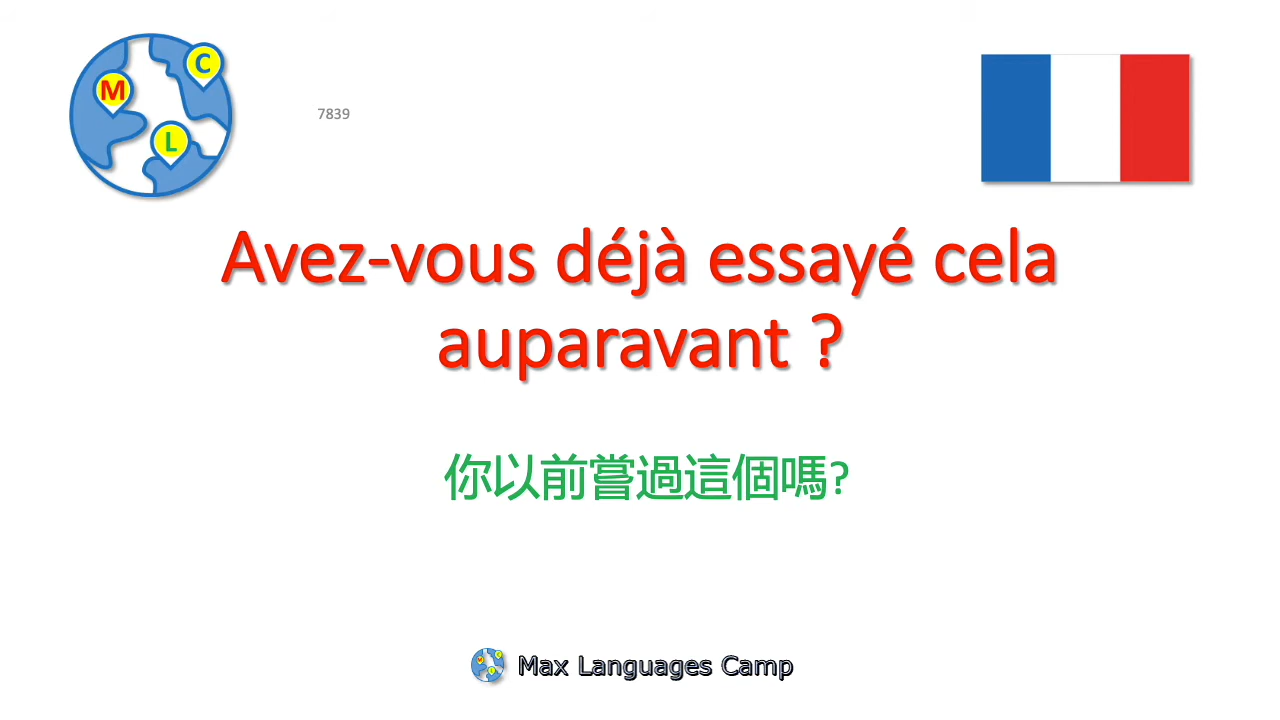 C
M
L
7839
Avez-vous déjà essayé cela
auparavant ?
你以前嘗過這個嗎?
Max Languages Camp